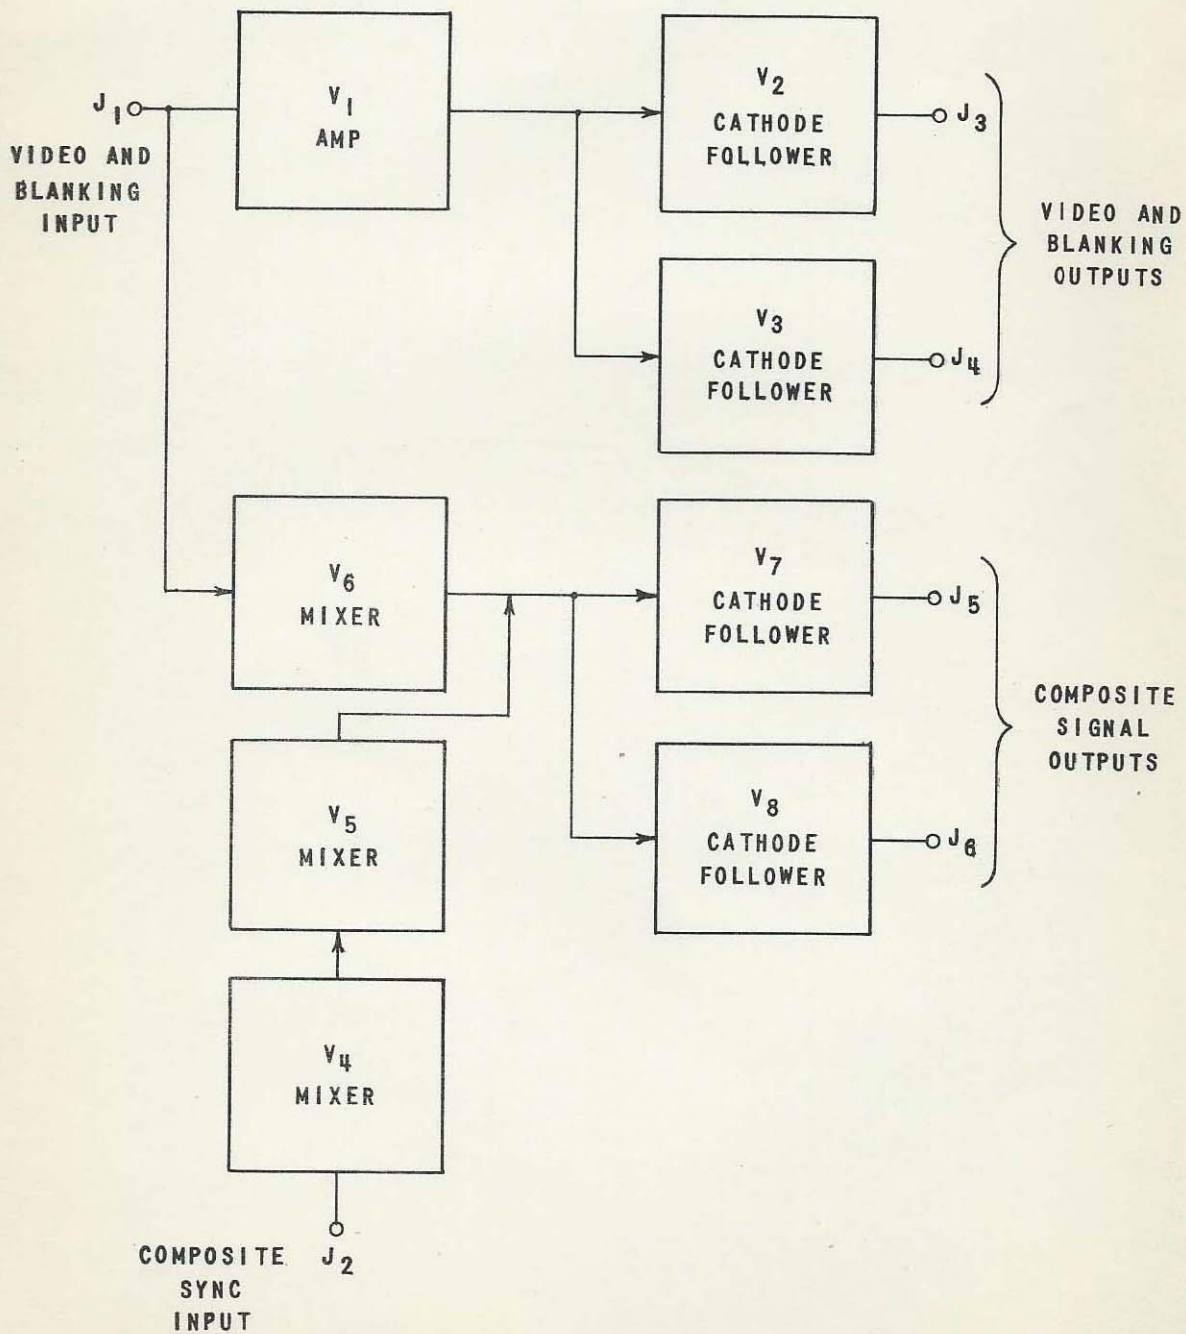 J1
VIDEO AND
BLANKING
INPUT
V1
AMP
V2
CATHODE
FOLLOWER
J3
V3
CATHODE
FOLLOWER
J4
VIDEO AND
BLANKING
OUTPUTS
V6
MIXER
V7
CATHODE
FOLLOWER
J5
V5
MIXER
V8
CATHODE
FOLLOWER
J6
COMPOSITE
SIGNAL
OUTPUTS
V4
MIXER
J2
COMPOSITE
SYNC
INPUT